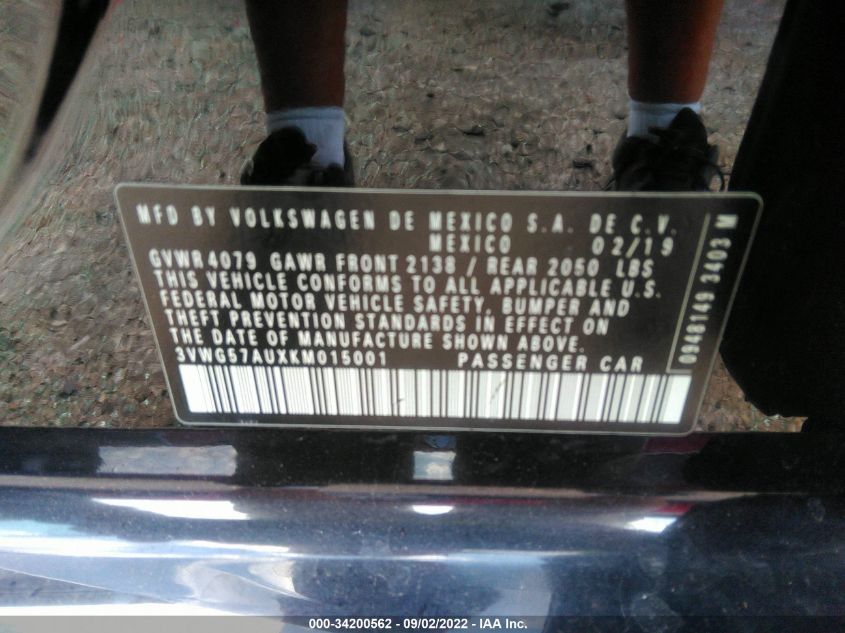 MFD BY VOLKSWAGEN DE MEXICO S.A. DE C.V.
MEXICO 02/19
GVWR 4079 GAWR FRONT 2138 / REAR 2050 LBS
THIS VEHICLE CONFORMS TO ALL APPLICABLE U.S.
FEDERAL MOTOR VEHICLE SAFETY, BUMPER AND
THEFT PREVENTION STANDARDS IN EFFECT ON
THE DATE OF MANUFACTURE SHOWN ABOVE.
3VWG57AUXKM015001 PASSENGER CAR
0948149 3403 M
000-34200562 - 09/02/2022 - IAA Inc.